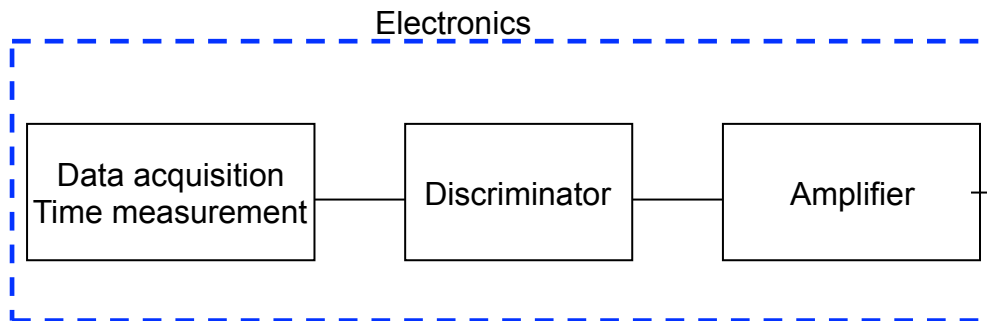 Electronics
Data acquisition
Time measurement
Discriminator
Amplifier